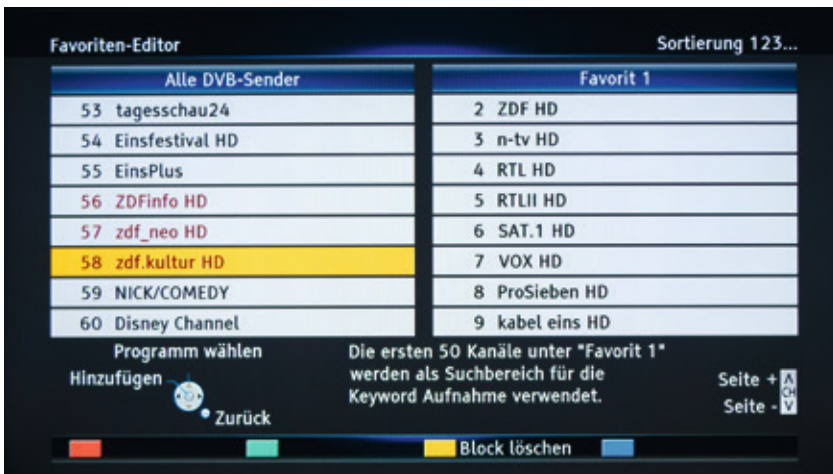 Favoriten-Editor
Sortierung 123...
Alle DVB-Sender
53 tagesschau24
54 Einsfestival HD
55 EinsPlus
56 ZDFinfo HD
57 zdf_neo HD
58 zdf.kultur HD
59 NICK/COMEDY
60 Disney Channel
Favorit 1
2 ZDF HD
3 n-tv HD
4 RTL HD
5 RTLII HD
6 SAT.1 HD
7 VOX HD
8 ProSieben HD
9 kabel eins HD
Programm wählen
Hinzufügen
Zurück
Die ersten 50 Kanäle unter "Favorit 1"
werden als Suchbereich für die
Keyword Aufnahme verwendet.
Seite +
CH
Seite -
Block löschen